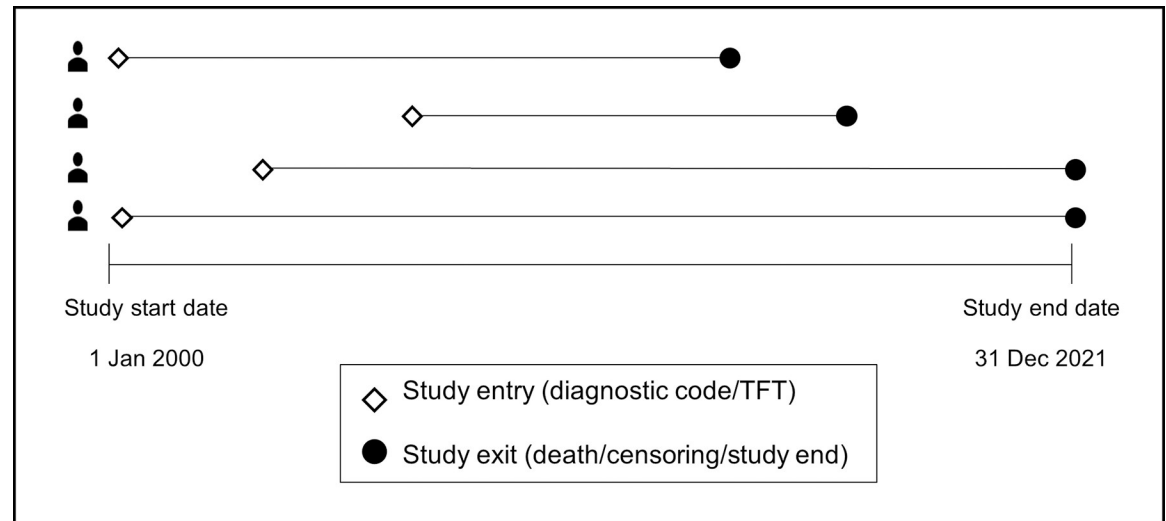 Study start date
Study end date
1 Jan 2000
31 Dec 2021
Study entry (diagnostic code/TFT)
Study exit (death/censoring/study end)